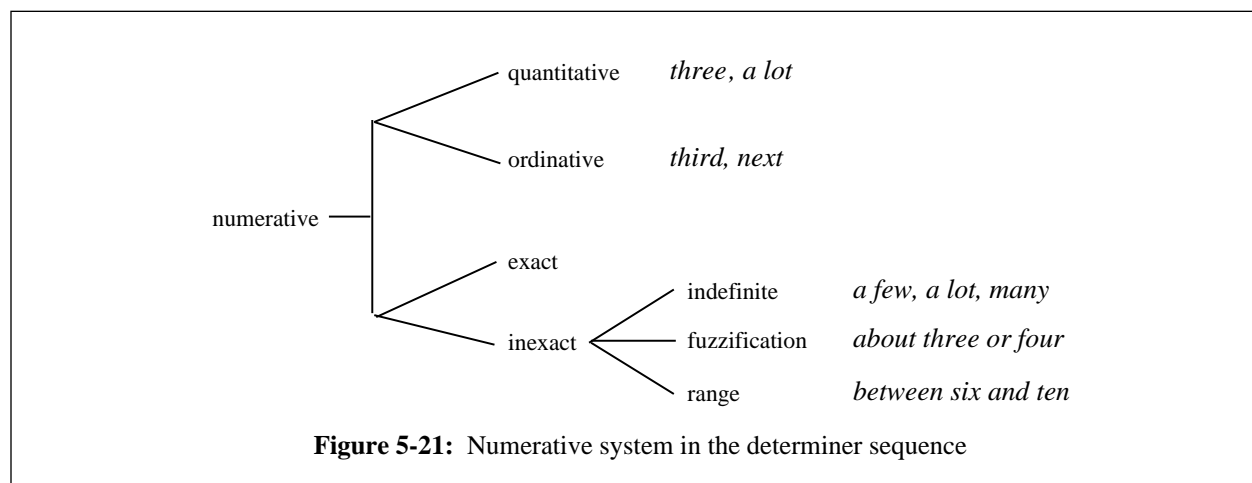 quantitative three, a lot
ordinative third, next
numerative
exact
indefinite a few, a lot, many
inexact fuzzification about three or four
range between six and ten
Figure 5-21: Numerative system in the determiner sequence